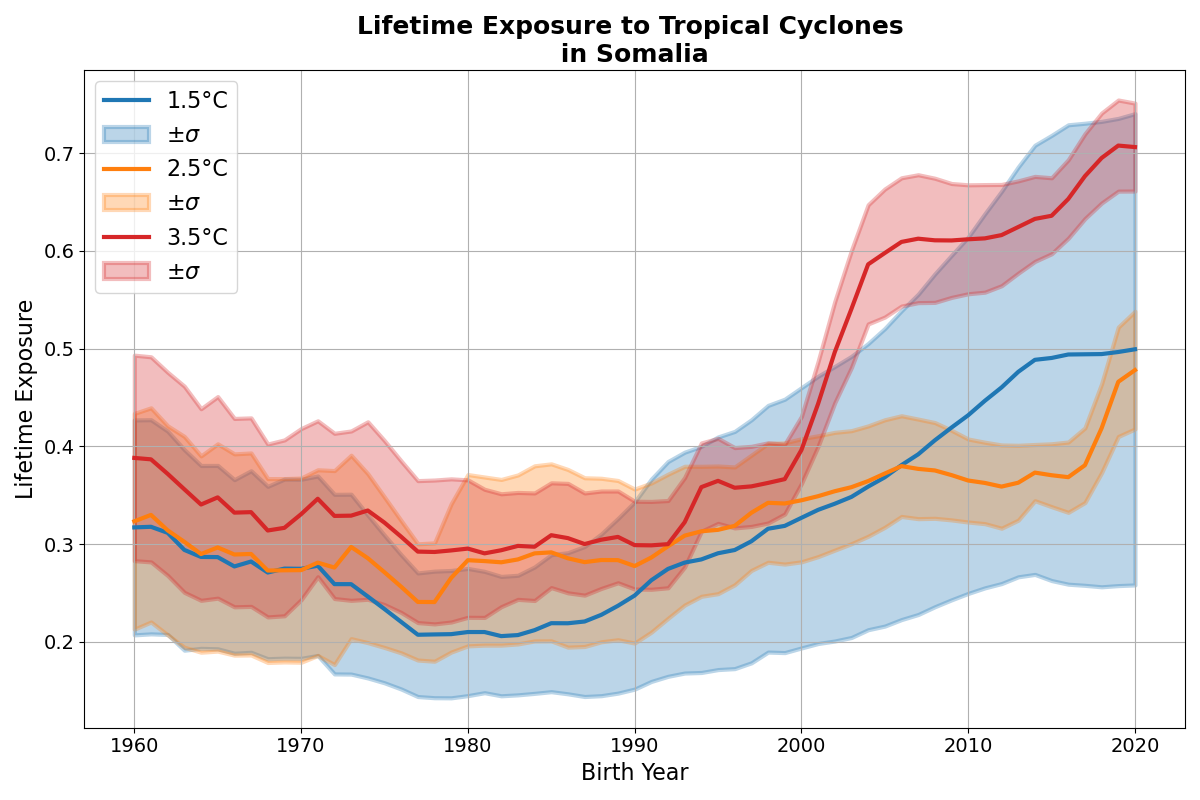 Lifetime Exposure to Tropical Cyclones
in Somalia
1.5°C
±σ
2.5°C
±σ
3.5°C
±σ
Lifetime Exposure
0.7
0.6
0.5
0.4
0.3
0.2
1960
1970
1980
1990
2000
2010
2020
Birth Year